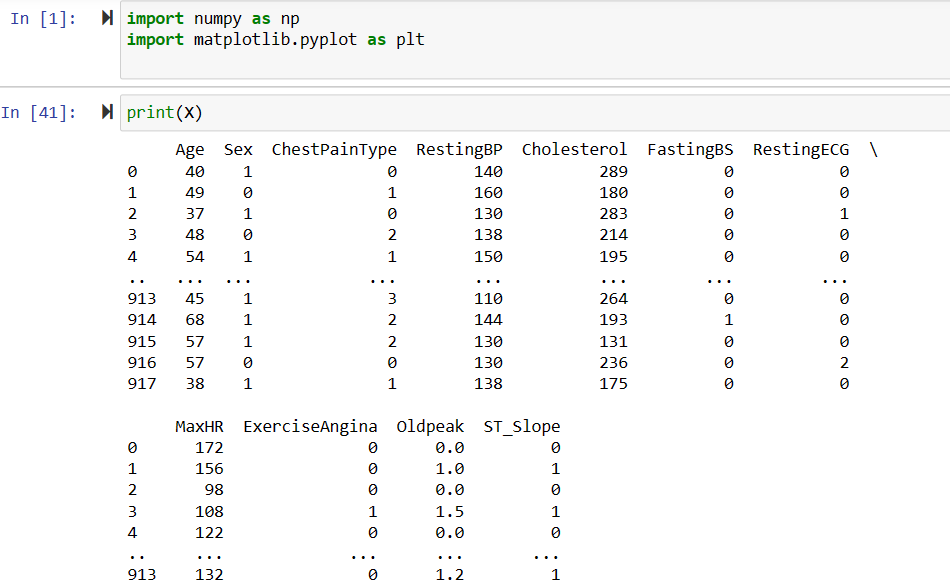 In [1]: import numpy as np
import matplotlib.pyplot as plt
In [41]: print(X)
Age Sex ChestPainType RestingBP Cholesterol FastingBS RestingECG \
0 40 1 0 140 289 0 0
1 49 0 1 160 180 0 0
2 37 1 0 130 283 0 1
3 48 0 2 138 214 0 0
4 54 1 1 150 195 0 0
.. ... ... ... ... ... ... ...
913 45 1 3 110 264 0 0
914 68 1 2 144 193 1 0
915 57 1 2 130 131 0 0
916 57 0 0 130 236 0 2
917 38 1 1 138 175 0 0
MaxHR ExerciseAngina Oldpeak ST_Slope
0 172 0 0.0 0
1 156 0 1.0 1
2 98 0 0.0 0
3 108 1 1.5 1
4 122 0 0.0 0
.. ... ... ... ...
913 132 0 1.2 1